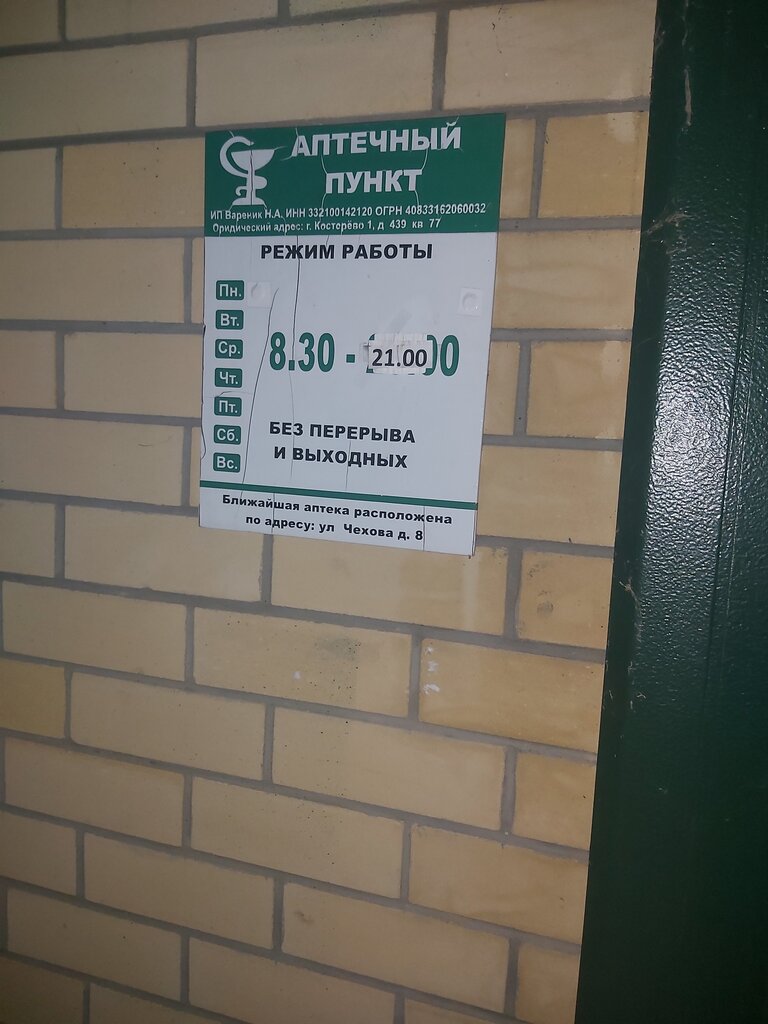 АПТЕЧНЫЙ
ПУНКТ
ИП Вареник Н.А. ИНН 332100142120 ОГРН 40833162060032
Юридический адрес: г. Костерёво 1, д 439 кв 77
РЕЖИМ РАБОТЫ
Пн.
Вт.
Ср.
Чт.
Пт.
Сб.
Вс.
8.30 - 21.00
БЕЗ ПЕРЕРЫВА
И ВЫХОДНЫХ
Ближайшая аптека расположена
по адресу: ул Чехова д. 8